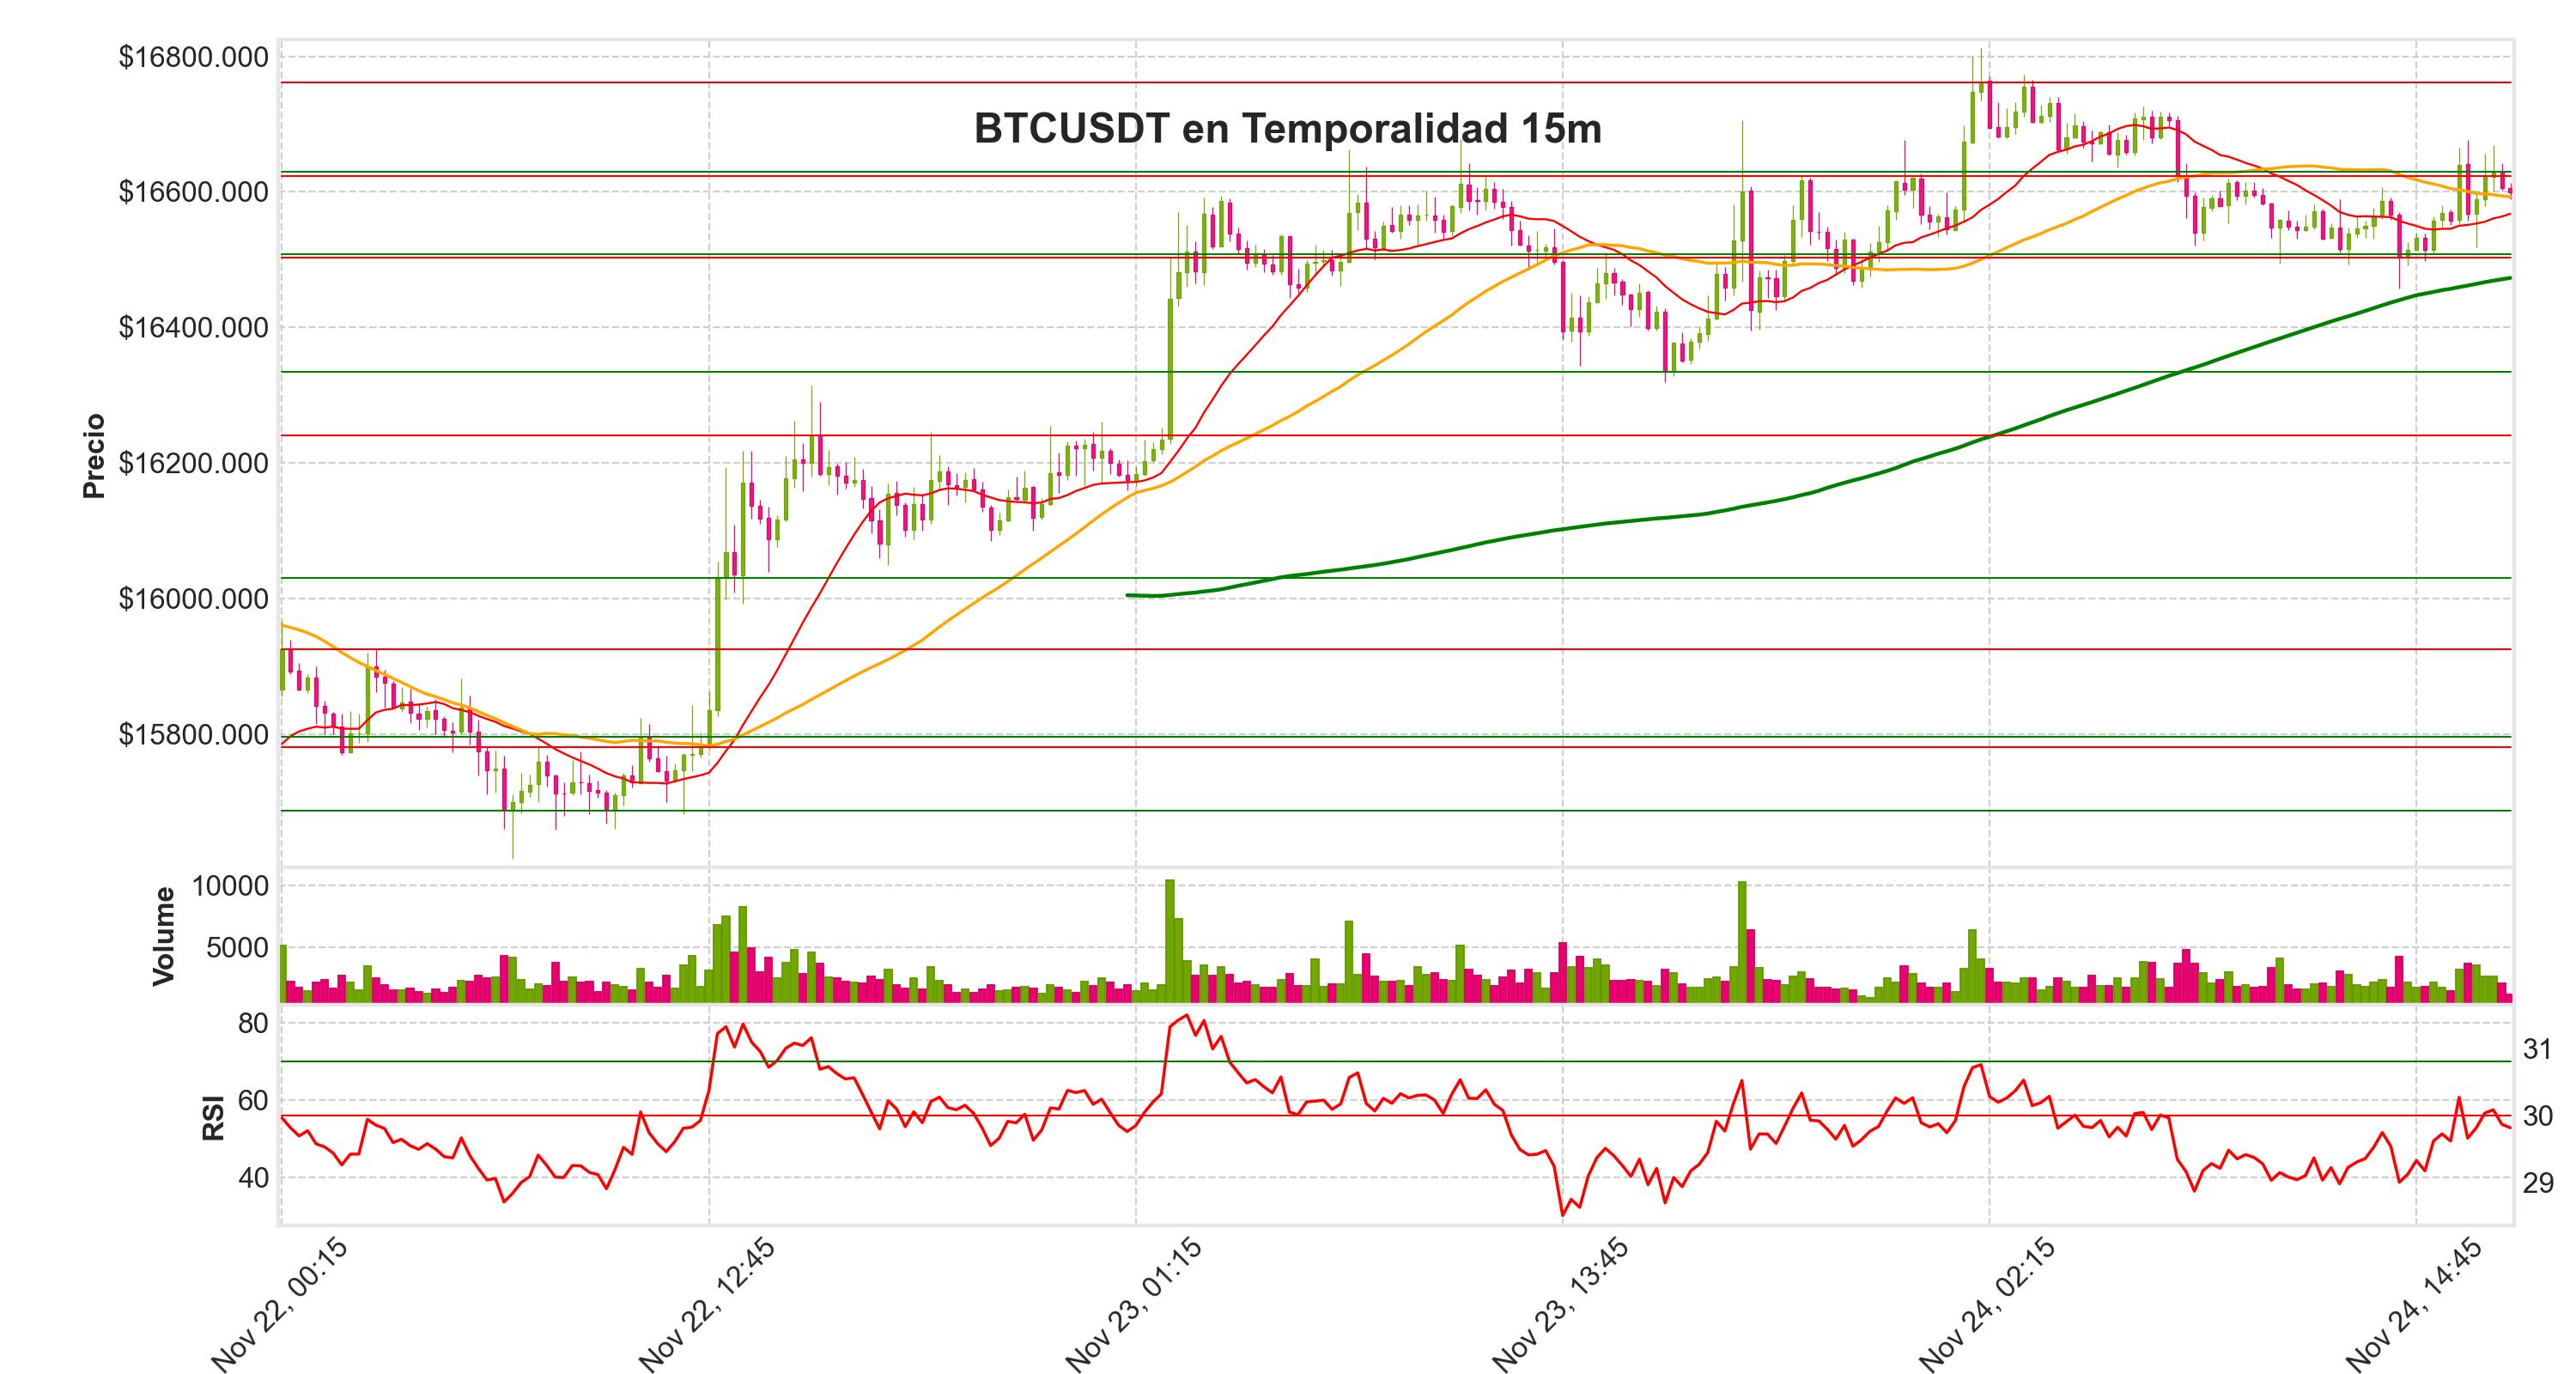 BTCUSDT en Temporalidad 15m
Precio
$16800.000
$16600.000
$16400.000
$16200.000
$16000.000
$15800.000
Volume
10000
5000
RSI
80
60
40
31
30
29
Nov 22, 00:15
Nov 22, 12:45
Nov 23, 01:15
Nov 23, 13:45
Nov 24, 02:15
Nov 24, 14:45